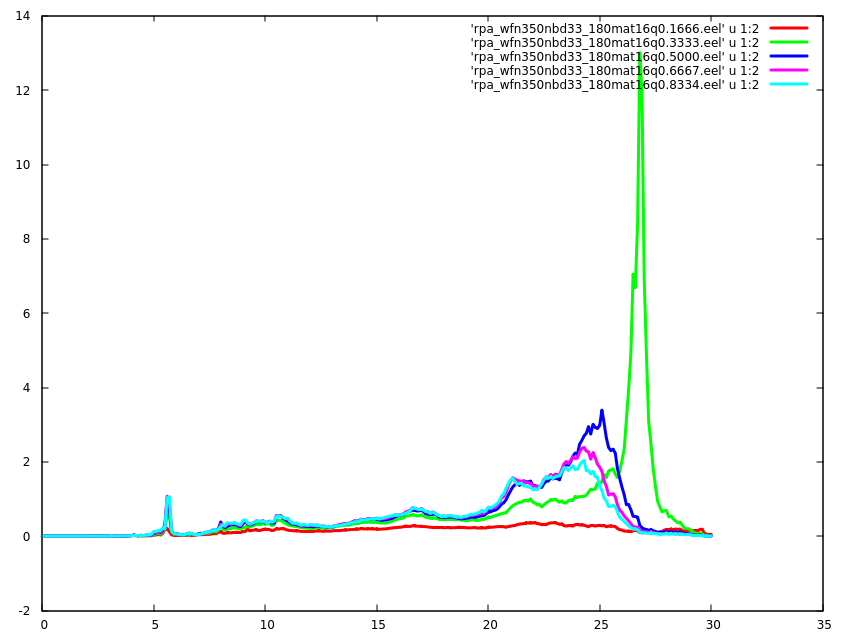 14
12
10
8
6
4
2
0
-2
'rpa_wfn350nbd33_180mat16q0.1666.eel' u 1:2
'rpa_wfn350nbd33_180mat16q0.3333.eel' u 1:2
'rpa_wfn350nbd33_180mat16q0.5000.eel' u 1:2
'rpa_wfn350nbd33_180mat16q0.6667.eel' u 1:2
'rpa_wfn350nbd33_180mat16q0.8334.eel' u 1:2
0 5 10 15 20 25 30 35